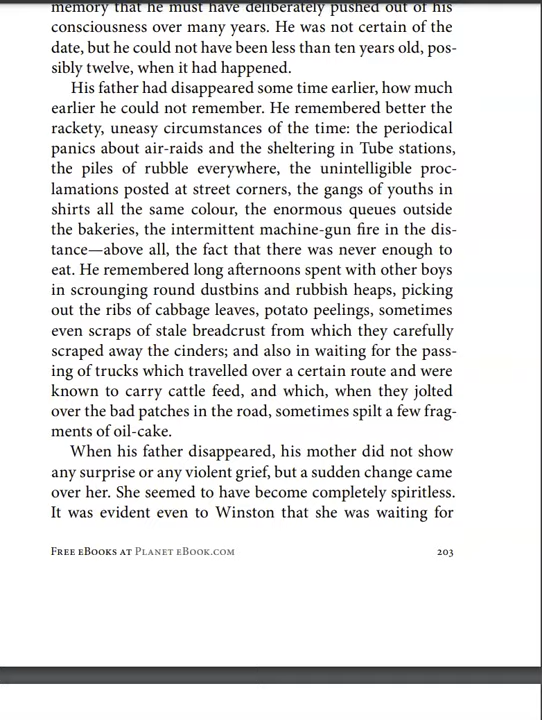 memory that he must have deliberately pushed out of his
consciousness over many years. He was not certain of the
date, but he could not have been less than ten years old, pos-
sibly twelve, when it had happened.
His father had disappeared some time earlier, how much
earlier he could not remember. He remembered better the
rackety, uneasy circumstances of the time: the periodical
panics about air-raids and the sheltering in Tube stations,
the piles of rubble everywhere, the unintelligible proc-
lamations posted at street corners, the gangs of youths in
shirts all the same colour, the enormous queues outside
the bakeries, the intermittent machine-gun fire in the dis-
tance—above all, the fact that there was never enough to
eat. He remembered long afternoons spent with other boys
in scrounging round dustbins and rubbish heaps, picking
out the ribs of cabbage leaves, potato peelings, sometimes
even scraps of stale breadcrust from which they carefully
scraped away the cinders; and also in waiting for the pass-
ing of trucks which travelled over a certain route and were
known to carry cattle feed, and which, when they jolted
over the bad patches in the road, sometimes spilt a few frag-
ments of oil-cake.
When his father disappeared, his mother did not show
any surprise or any violent grief, but a sudden change came
over her. She seemed to have become completely spiritless.
It was evident even to Winston that she was waiting for
Free eBooks at Planet eBook.com 203